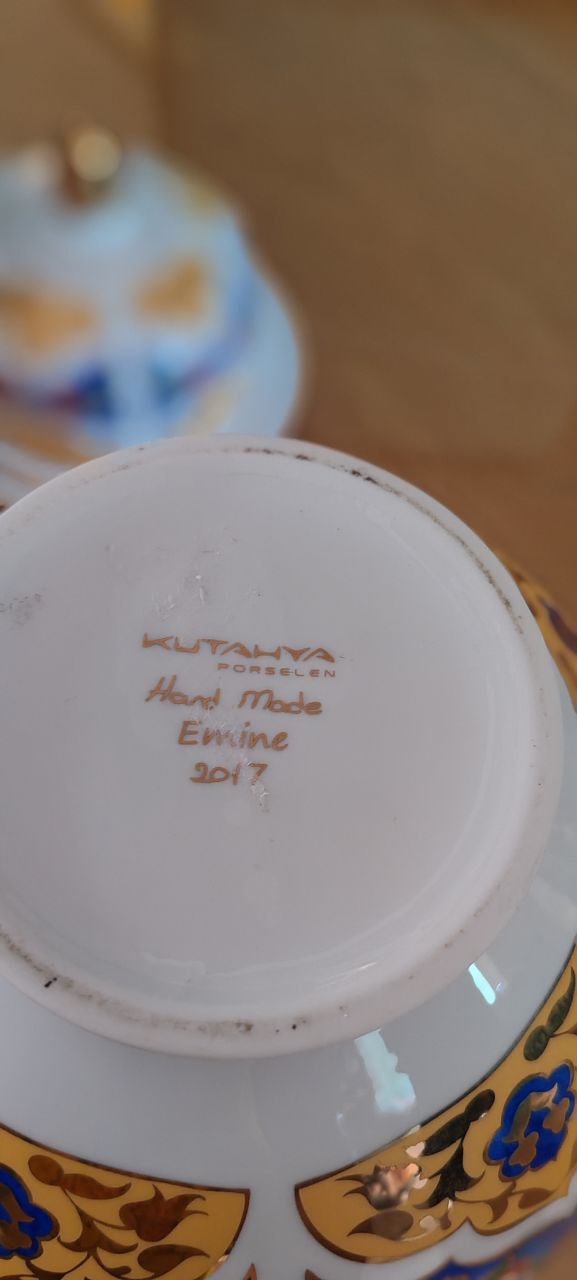 KUTAHYA
PORSELEN
Hand Made
Emine
2017